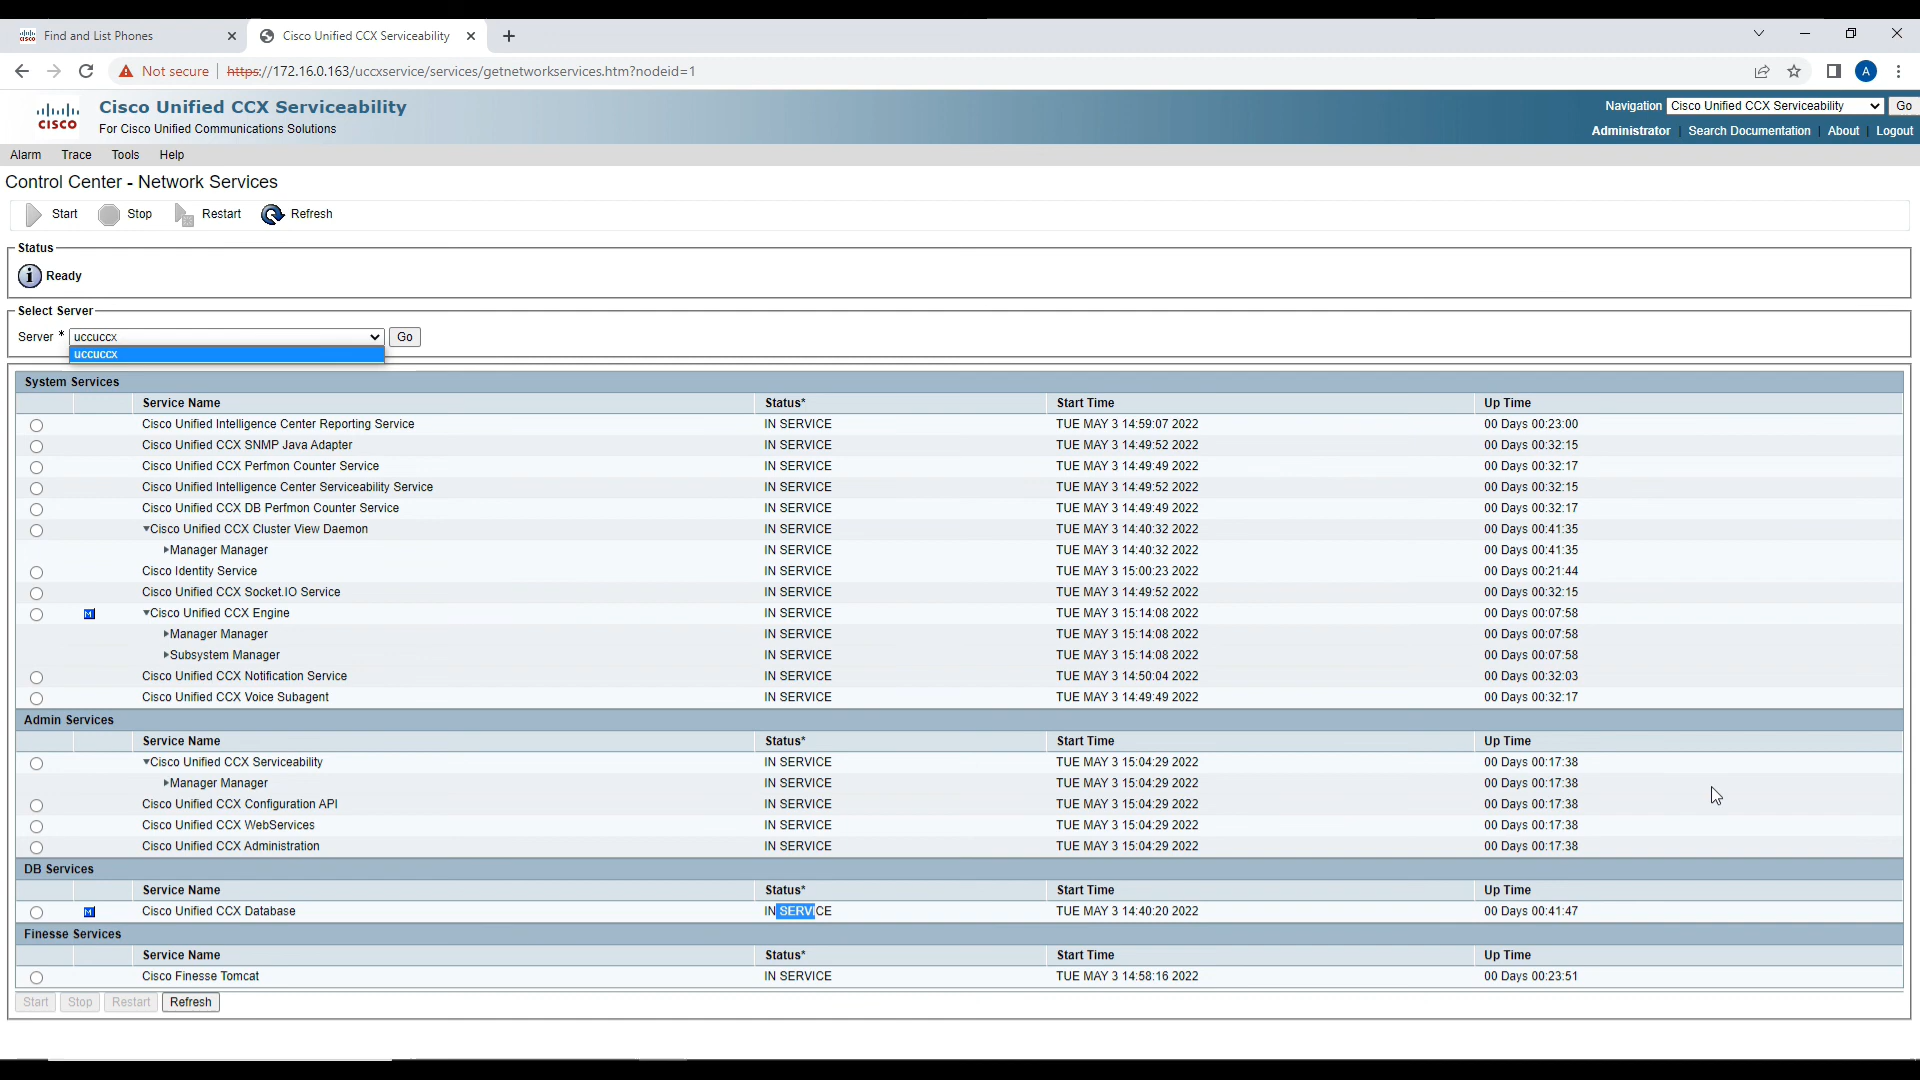 Find and List Phones
Cisco Unified CCX Serviceability
Not secure https://172.16.0.163/uccxservice/services/getnetworkservices.htm?nodeid=1
A
CISCO
Cisco Unified CCX Serviceability
For Cisco Unified Communications Solutions
Navigation Cisco Unified CCX Serviceability Go
Administrator | Search Documentation | About | Logout
Alarm Trace Tools Help
Control Center - Network Services
Start Stop Restart Refresh
Status
i Ready
Select Server
Server * uccuccx Go
uccuccx
System Services
Service Name Status* Start Time Up Time
Cisco Unified Intelligence Center Reporting Service IN SERVICE TUE MAY 3 14:59:07 2022 00 Days 00:23:00
Cisco Unified CCX SNMP Java Adapter IN SERVICE TUE MAY 3 14:49:52 2022 00 Days 00:32:15
Cisco Unified CCX Perfmon Counter Service IN SERVICE TUE MAY 3 14:49:49 2022 00 Days 00:32:17
Cisco Unified Intelligence Center Serviceability Service IN SERVICE TUE MAY 3 14:49:52 2022 00 Days 00:32:15
Cisco Unified CCX DB Perfmon Counter Service IN SERVICE TUE MAY 3 14:49:49 2022 00 Days 00:32:17
Cisco Unified CCX Cluster View Daemon IN SERVICE TUE MAY 3 14:40:32 2022 00 Days 00:41:35
Manager Manager IN SERVICE TUE MAY 3 14:40:32 2022 00 Days 00:41:35
Cisco Identity Service IN SERVICE TUE MAY 3 15:00:23 2022 00 Days 00:21:44
Cisco Unified CCX Socket.IO Service IN SERVICE TUE MAY 3 14:49:52 2022 00 Days 00:32:15
M Cisco Unified CCX Engine IN SERVICE TUE MAY 3 15:14:08 2022 00 Days 00:07:58
Manager Manager IN SERVICE TUE MAY 3 15:14:08 2022 00 Days 00:07:58
Subsystem Manager IN SERVICE TUE MAY 3 15:14:08 2022 00 Days 00:07:58
Cisco Unified CCX Notification Service IN SERVICE TUE MAY 3 14:50:04 2022 00 Days 00:32:03
Cisco Unified CCX Voice Subagent IN SERVICE TUE MAY 3 14:49:49 2022 00 Days 00:32:17
Admin Services
Service Name Status* Start Time Up Time
Cisco Unified CCX Serviceability IN SERVICE TUE MAY 3 15:04:29 2022 00 Days 00:17:38
Manager Manager IN SERVICE TUE MAY 3 15:04:29 2022 00 Days 00:17:38
Cisco Unified CCX Configuration API IN SERVICE TUE MAY 3 15:04:29 2022 00 Days 00:17:38
Cisco Unified CCX WebServices IN SERVICE TUE MAY 3 15:04:29 2022 00 Days 00:17:38
Cisco Unified CCX Administration IN SERVICE TUE MAY 3 15:04:29 2022 00 Days 00:17:38
DB Services
Service Name Status* Start Time Up Time
M Cisco Unified CCX Database IN SERVICE TUE MAY 3 14:40:20 2022 00 Days 00:41:47
Finesse Services
Service Name Status* Start Time Up Time
Cisco Finesse Tomcat IN SERVICE TUE MAY 3 14:58:16 2022 00 Days 00:23:51
Start Stop Restart Refresh